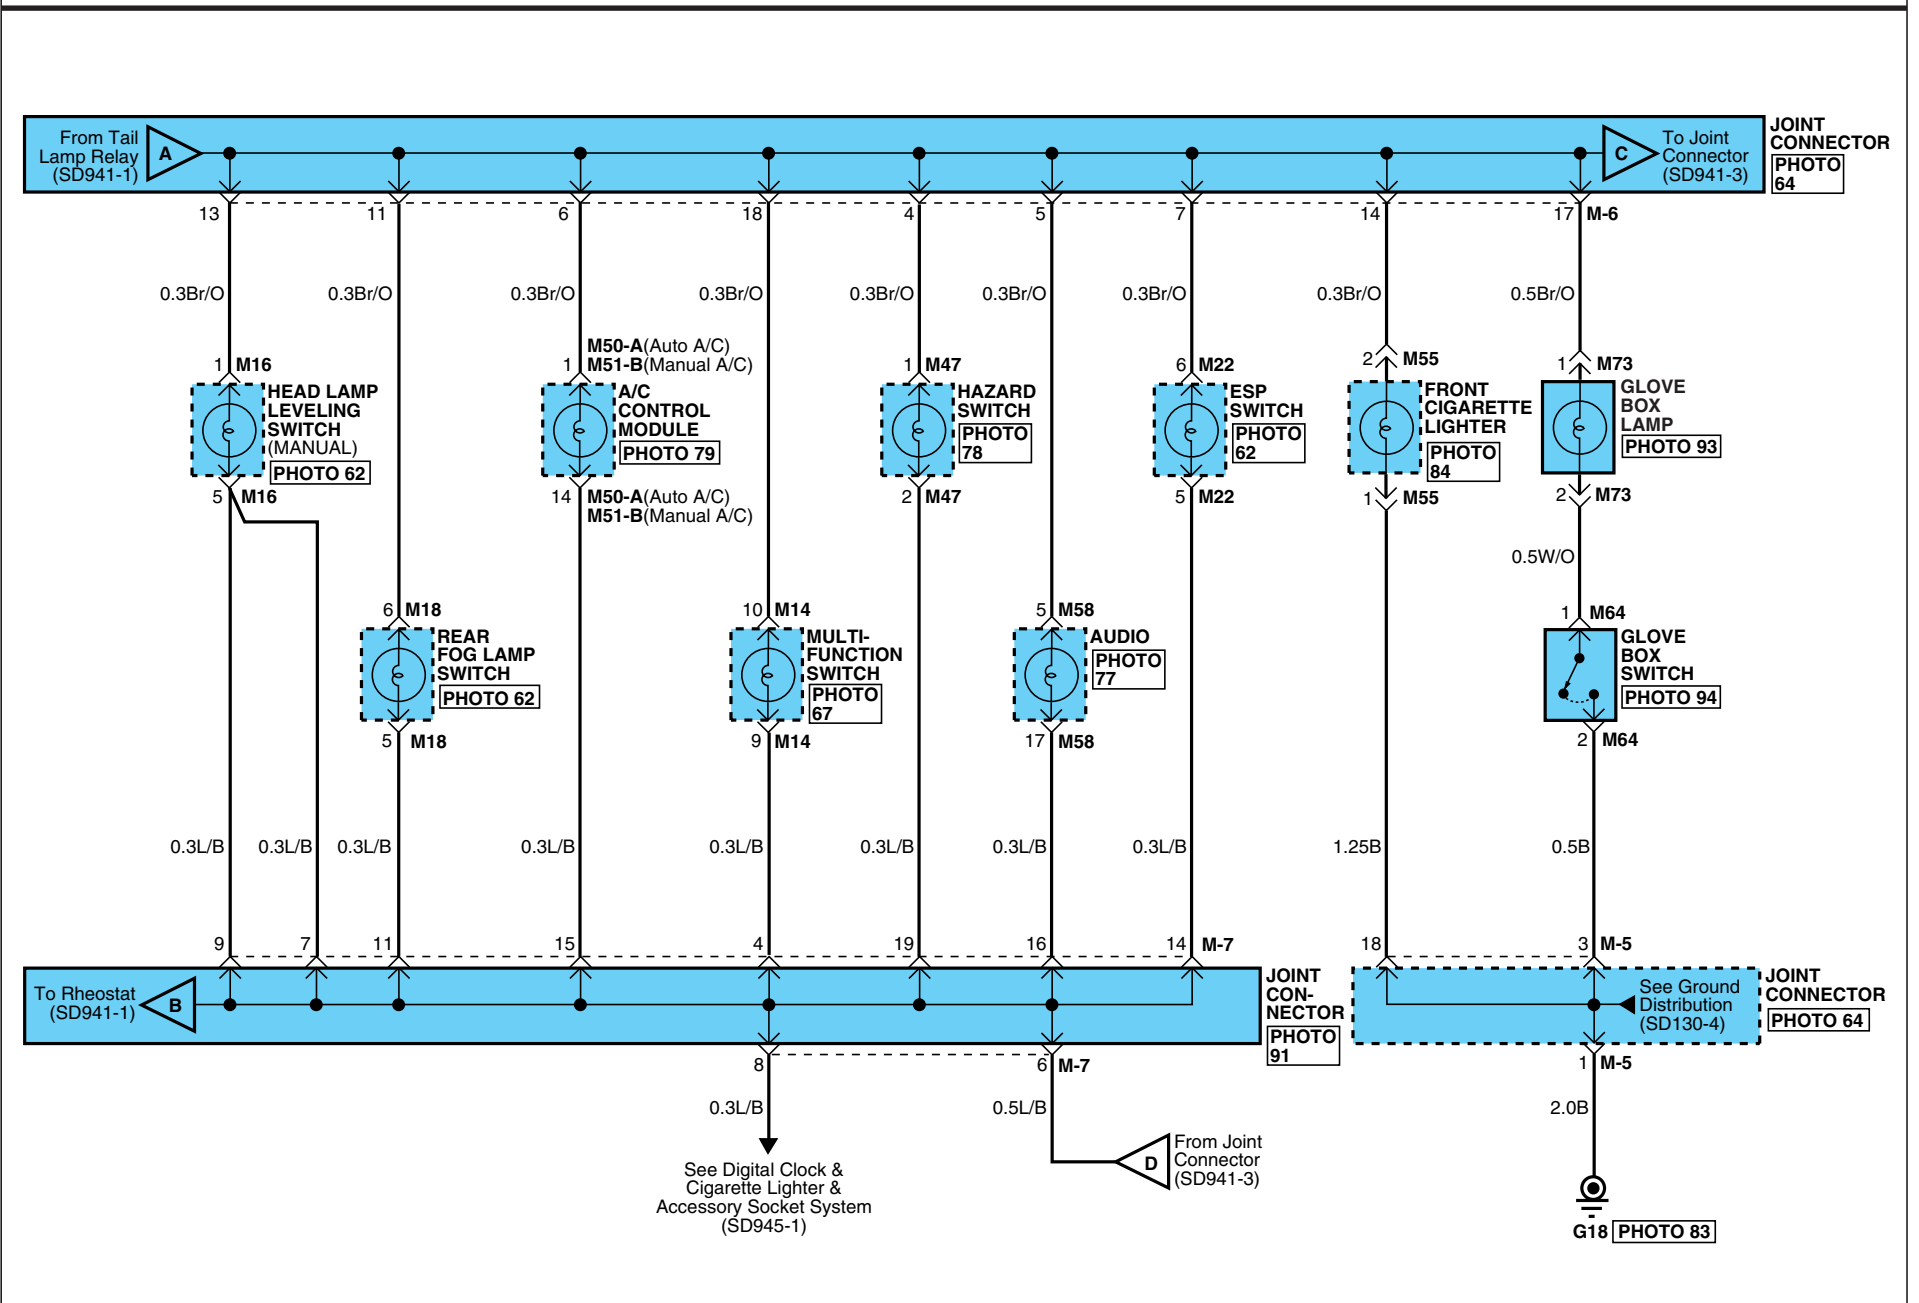 From Tail
Lamp Relay
(SD941-1)
A
C
To Joint
Connector
(SD941-3)
JOINT
CONNECTOR
PHOTO
64
13
11
6
18
4
5
7
14
17
M-6
0.3Br/O
0.3Br/O
0.3Br/O
0.3Br/O
0.3Br/O
0.3Br/O
0.3Br/O
0.3Br/O
0.5Br/O
1 M16
HEAD LAMP
LEVELING
SWITCH
(MANUAL)
PHOTO 62
5 M16
M50-A(Auto A/C)
1 M51-B(Manual A/C)
A/C
CONTROL
MODULE
PHOTO 79
14 M50-A(Auto A/C)
M51-B(Manual A/C)
1 M47
HAZARD
SWITCH
PHOTO
78
2 M47
6 M22
ESP
SWITCH
PHOTO
62
5 M22
2 M55
FRONT
CIGARETTE
LIGHTER
PHOTO
84
1 M55
1 M73
GLOVE
BOX
LAMP
PHOTO 93
2 M73
0.5W/O
6 M18
REAR
FOG LAMP
SWITCH
PHOTO 62
5 M18
10 M14
MULTI-
FUNCTION
SWITCH
PHOTO
67
9 M14
5 M58
AUDIO
PHOTO
77
17 M58
1 M64
GLOVE
BOX
SWITCH
PHOTO 94
2 M64
0.3L/B
0.3L/B
0.3L/B
0.3L/B
0.3L/B
0.3L/B
0.3L/B
0.3L/B
1.25B
0.5B
9
7
11
15
4
19
16
14
M-7
18
3
M-5
To Rheostat
(SD941-1)
B
JOINT
CON-
NECTOR
PHOTO
91
See Ground
Distribution
(SD130-4)
JOINT
CONNECTOR
PHOTO 64
8
6
M-7
1
M-5
0.3L/B
0.5L/B
2.0B
See Digital Clock &
Cigarette Lighter &
Accessory Socket System
(SD945-1)
D
From Joint
Connector
(SD941-3)
G18
PHOTO 83